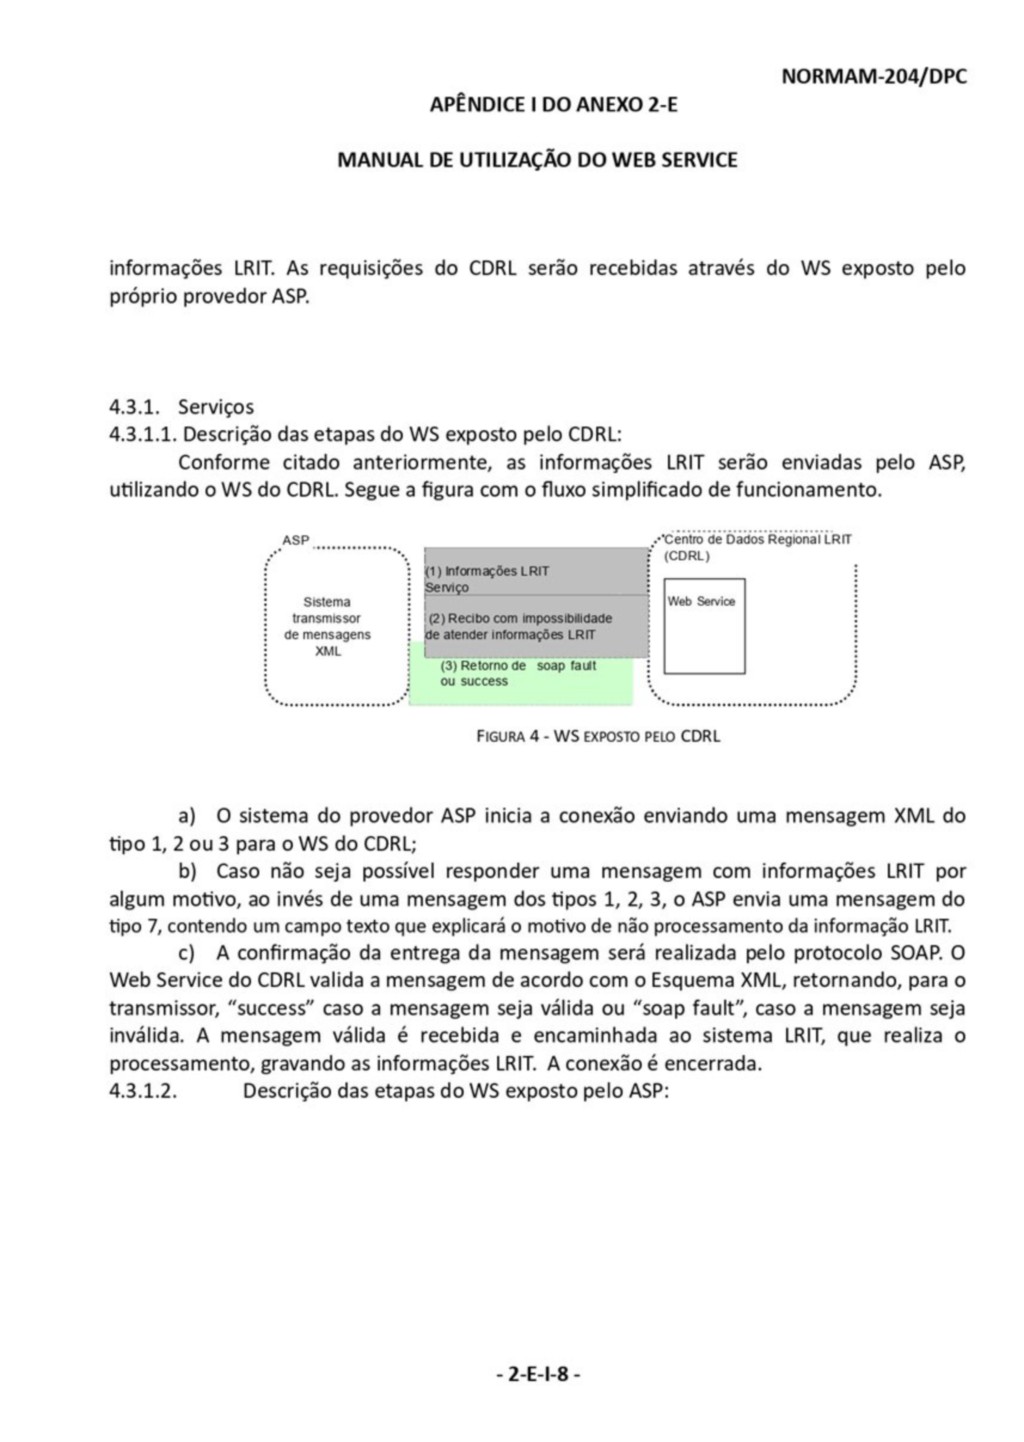 NORMAM-204/DPC
APÊNDICE I DO ANEXO 2-E
MANUAL DE UTILIZAÇÃO DO WEB SERVICE
informações LRIT. As requisições do CDRL serão recebidas através do WS exposto pelo
próprio provedor ASP.
4.3.1. Serviços
4.3.1.1. Descrição das etapas do WS exposto pelo CDRL:
Conforme citado anteriormente, as informações LRIT serão enviadas pelo ASP,
utilizando o WS do CDRL. Segue a figura com o fluxo simplificado de funcionamento.
ASP
Sistema
transmissor
de mensagens
XML
(1) Informações LRIT
Serviço
(2) Recibo com impossibilidade
de atender informações LRIT
(3) Retorno de soap fault
ou success
Centro de Dados Regional LRIT
(CDRL)
Web Service
FIGURA 4 - WS EXPOSTO PELO CDRL
a) O sistema do provedor ASP inicia a conexão enviando uma mensagem XML do
tipo 1, 2 ou 3 para o WS do CDRL;
b) Caso não seja possível responder uma mensagem com informações LRIT por
algum motivo, ao invés de uma mensagem dos tipos 1, 2, 3, o ASP envia uma mensagem do
tipo 7, contendo um campo texto que explicará o motivo de não processamento da informação LRIT.
c) A confirmação da entrega da mensagem será realizada pelo protocolo SOAP. O
Web Service do CDRL valida a mensagem de acordo com o Esquema XML, retornando, para o
transmissor, “success” caso a mensagem seja válida ou “soap fault”, caso a mensagem seja
inválida. A mensagem válida é recebida e encaminhada ao sistema LRIT, que realiza o
processamento, gravando as informações LRIT. A conexão é encerrada.
4.3.1.2. Descrição das etapas do WS exposto pelo ASP:
- 2-E-I-8 -